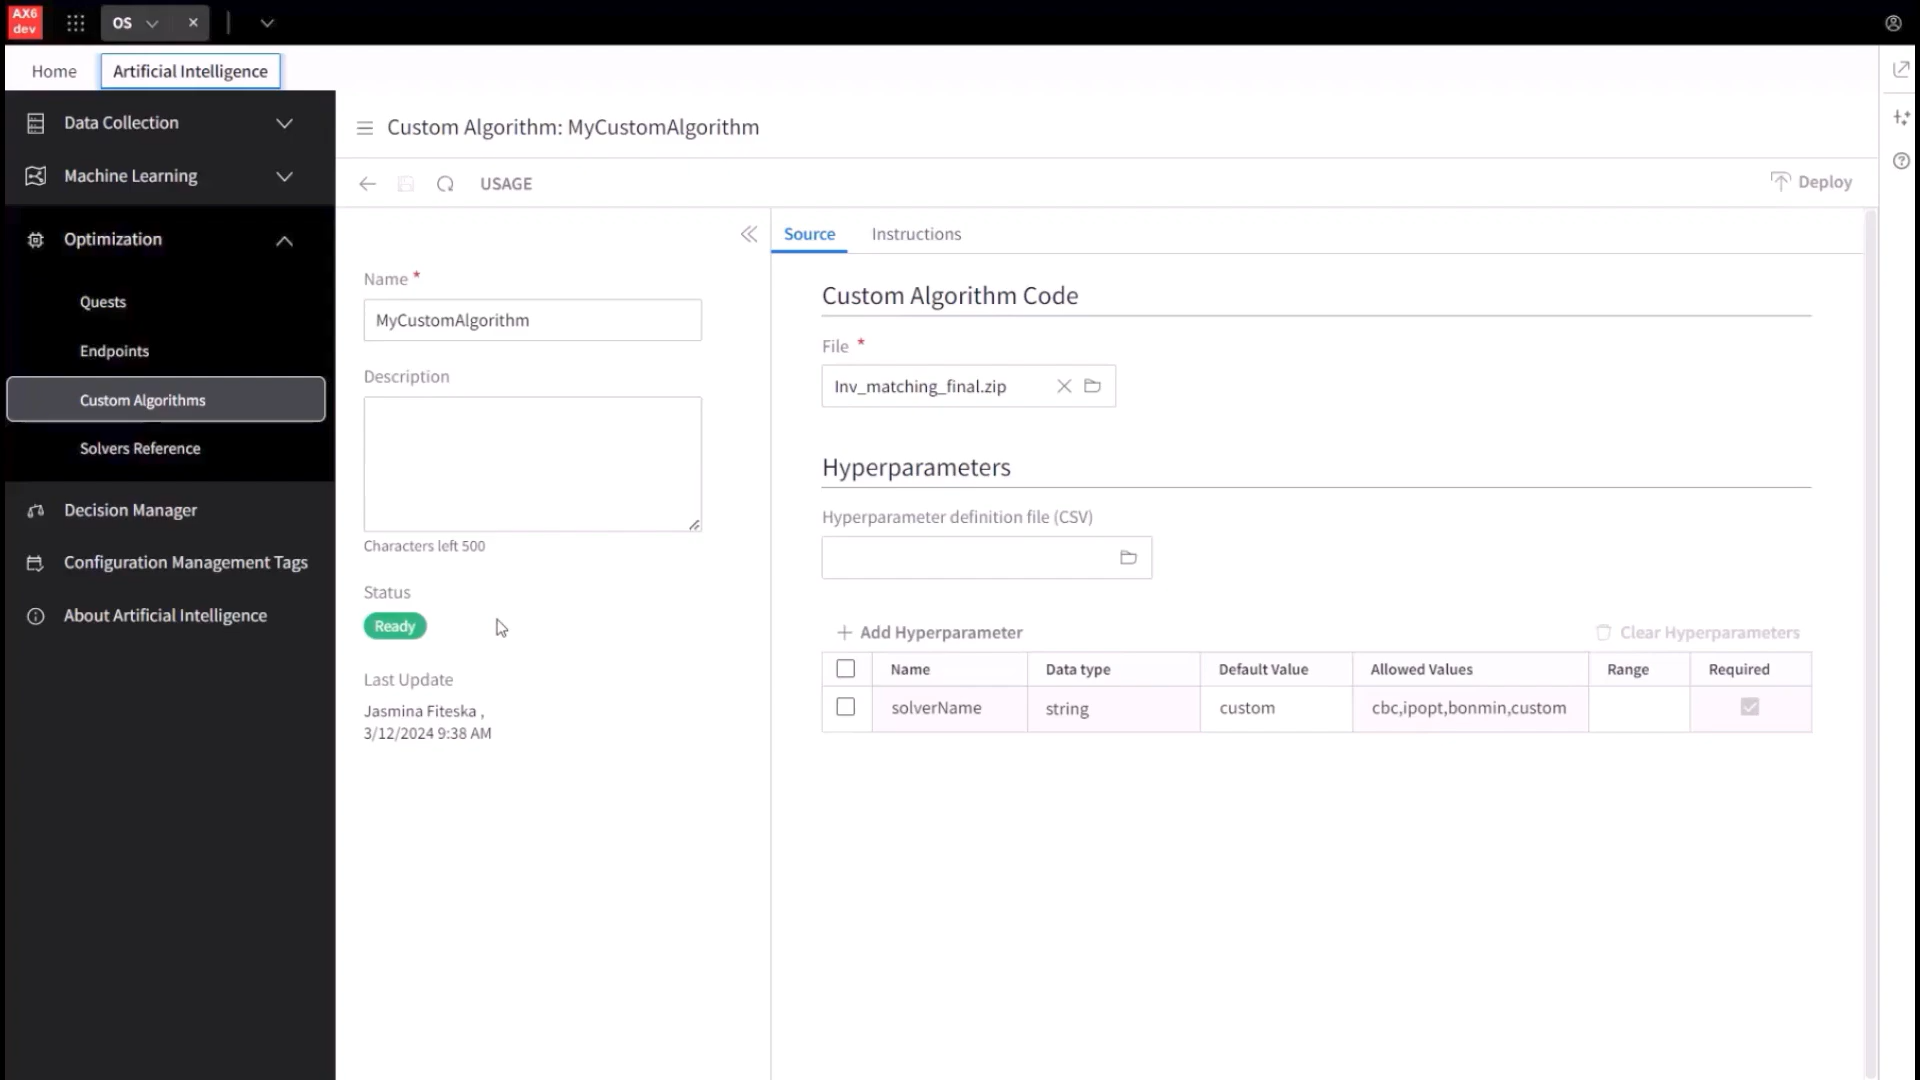 AX6
dev
OS
Home
Artificial Intelligence
Data Collection
Machine Learning
Optimization
Quests
Endpoints
Custom Algorithms
Solvers Reference
Decision Manager
Configuration Management Tags
About Artificial Intelligence
Custom Algorithm: MyCustomAlgorithm
USAGE
Deploy
Name *
MyCustomAlgorithm
Description
Characters left 500
Status
Ready
Last Update
Jasmina Fiteska ,
3/12/2024 9:38 AM
Source Instructions
Custom Algorithm Code
File *
Inv_matching_final.zip
Hyperparameters
Hyperparameter definition file (CSV)
Add Hyperparameter Clear Hyperparameters
Name Data type Default Value Allowed Values Range Required
solverName string custom cbc,ipopt,bonmin,custom